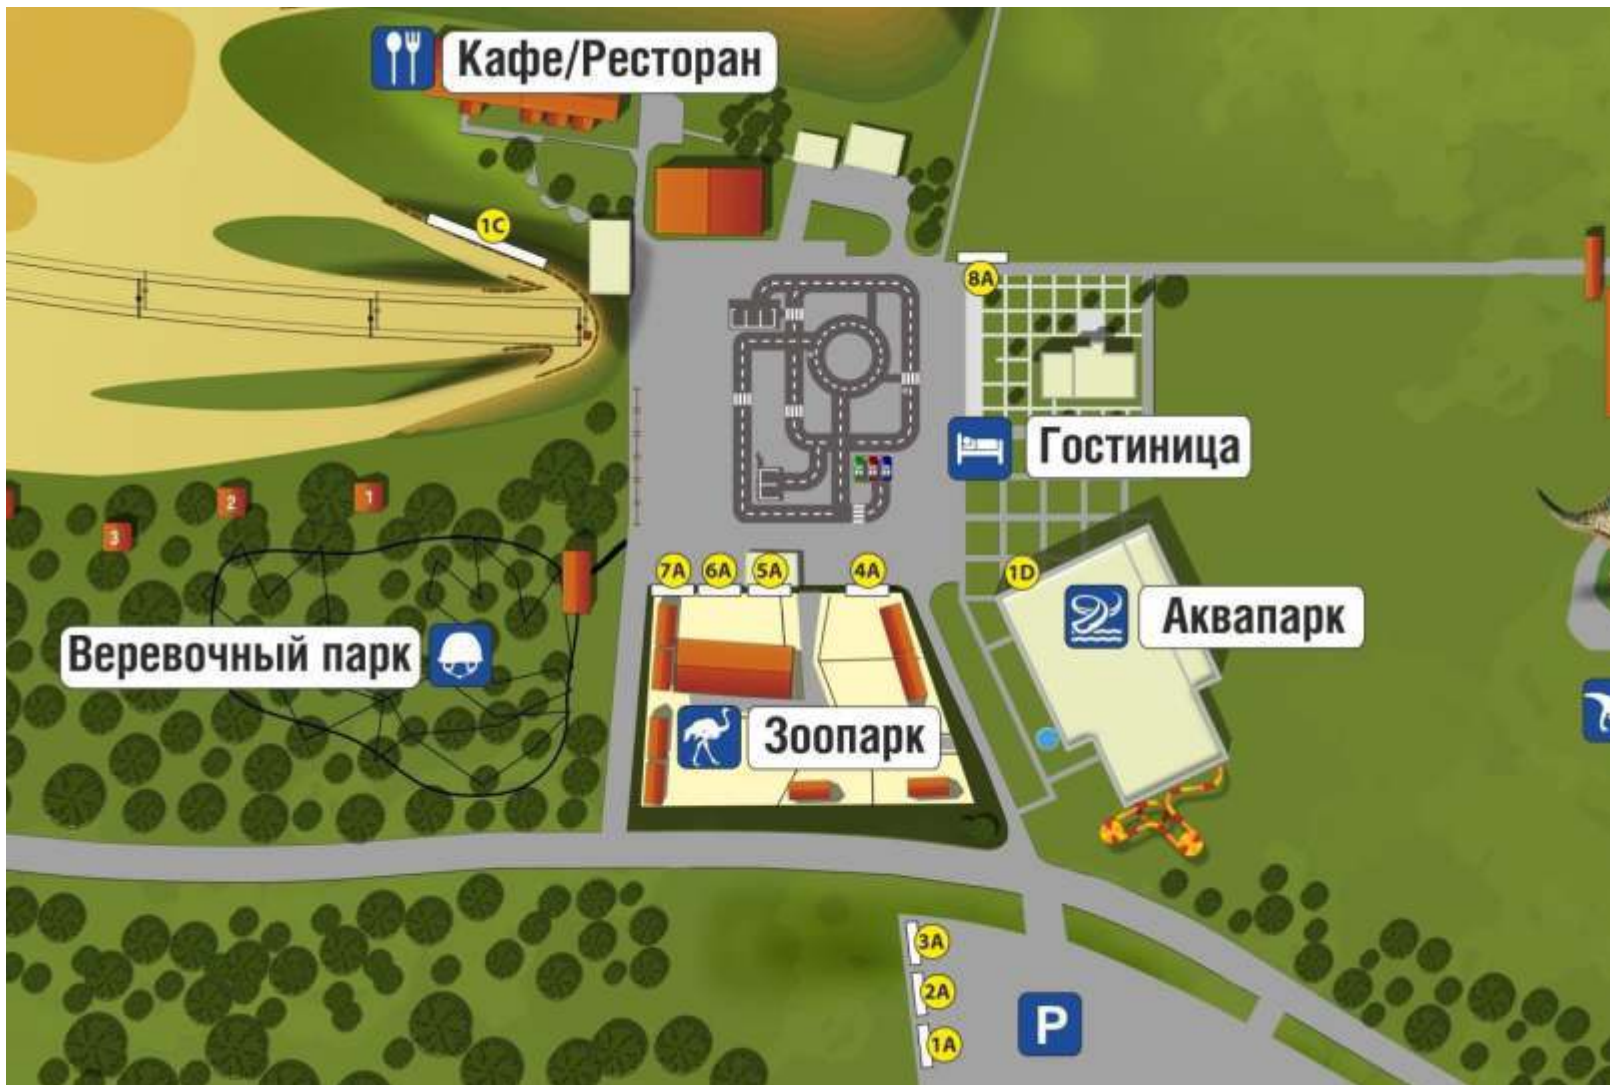 Кафе/Ресторан
1C
8A
Гостиница
1
2
3
7A
6A
5A
4A
1D
Аквапарк
Веревочный парк
Зоопарк
3A
2A
1A
P